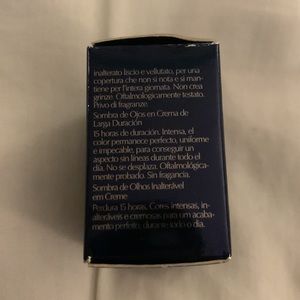 inalterato liscio e vellutato, per una
copertura che non si nota e si man-
tiene per l'intera giornata. Non crea
grinze. Oftalmologicamente testato.
Privo di fragranze.
Sombra de Ojos en Crema de
Larga Duración
15 horas de duración. Intensa, el
color permanece perfecto, uniforme
e impecable, para conseguir un
aspecto sin líneas durante todo el
día. No se desplaza. Oftalmológica-
mente probado. Sin fragancia.
Sombra de Olhos Inalterável
em Creme
Perdura 15 horas. Cores intensas, in-
alteráveis e cremosas para um acaba-
mento perfeito, durante todo o dia.